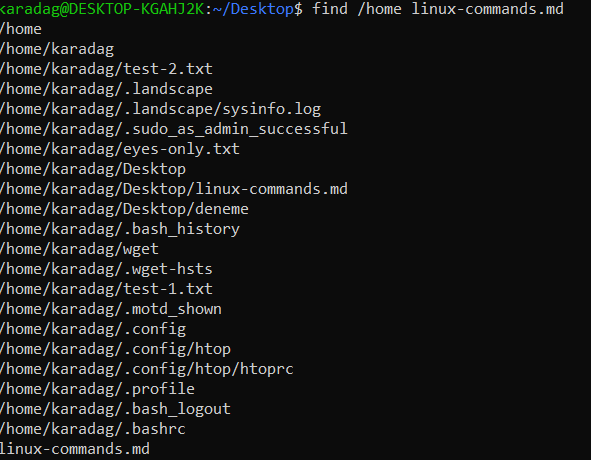 karadag@DESKTOP-KGAHJ2K:~/Desktop$ find /home linux-commands.md
/home
/home/karadag
/home/karadag/test-2.txt
/home/karadag/.landscape
/home/karadag/.landscape/sysinfo.log
/home/karadag/.sudo_as_admin_successful
/home/karadag/eyes-only.txt
/home/karadag/Desktop
/home/karadag/Desktop/linux-commands.md
/home/karadag/Desktop/deneme
/home/karadag/.bash_history
/home/karadag/wget
/home/karadag/.wget-hsts
/home/karadag/test-1.txt
/home/karadag/.motd_shown
/home/karadag/.config
/home/karadag/.config/htop
/home/karadag/.config/htop/htoprc
/home/karadag/.profile
/home/karadag/.bash_logout
/home/karadag/.bashrc
linux-commands.md